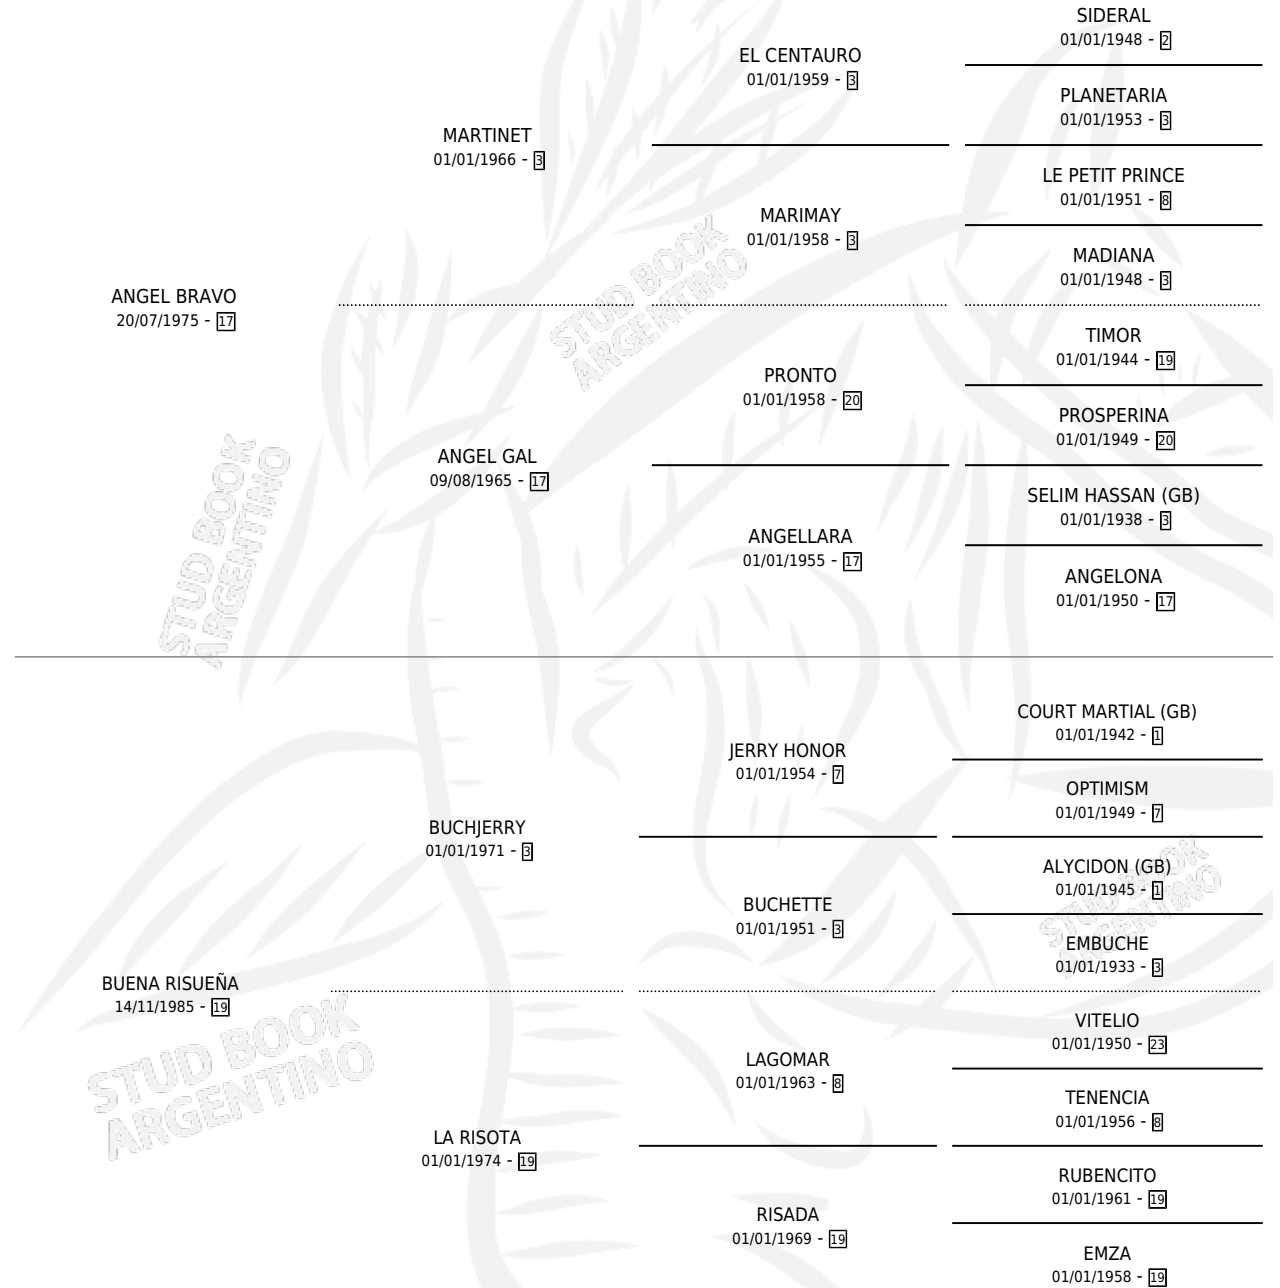 SIDERAL
01/01/1948 - 2
EL CENTAURO
01/01/1959 - 3
PLANETARIA
01/01/1953 - 3
MARTINET
01/01/1966 - 3
LE PETIT PRINCE
01/01/1951 - 8
MARIMAY
01/01/1958 - 3
MADIANA
01/01/1948 - 3
ANGEL BRAVO
20/07/1975 - 17
TIMOR
01/01/1944 - 19
PRONTO
01/01/1958 - 20
PROSPERINA
01/01/1949 - 20
ANGEL GAL
09/08/1965 - 17
SELIM HASSAN (GB)
01/01/1938 - 3
ANGELLARA
01/01/1955 - 17
ANGELONA
01/01/1950 - 17
STUD BOOK
ARGENTINO
STUD BOOK
ARGENTINO
COURT MARTIAL (GB)
01/01/1942 - 1
JERRY HONOR
01/01/1954 - 7
OPTIMISM
01/01/1949 - 7
BUCHJERRY
01/01/1971 - 3
ALYCIDON (GB)
01/01/1945 - 1
BUCHETTE
01/01/1951 - 3
EMBUCHE
01/01/1933 - 3
BUENA RISUEÑA
14/11/1985 - 19
VITELIO
01/01/1950 - 23
LAGOMAR
01/01/1963 - 8
TENENCIA
01/01/1956 - 8
LA RISOTA
01/01/1974 - 19
RUBENCITO
01/01/1961 - 19
RISADA
01/01/1969 - 19
EMZA
01/01/1958 - 19
STUD BOOK
ARGENTINO
STUD BOOK
ARGENTINO